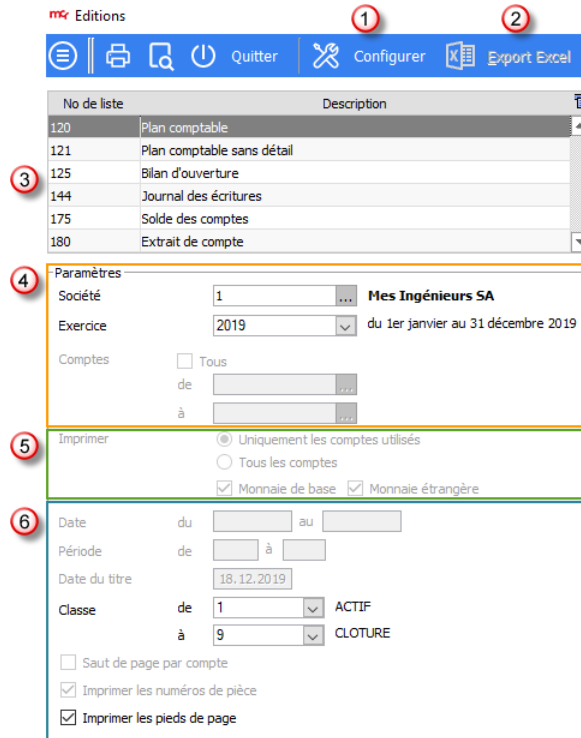 mcr Editions
1 2
Quitter Configurer Export Excel
No de liste Description
120 Plan comptable
121 Plan comptable sans détail
3
125 Bilan d'ouverture
144 Journal des écritures
175 Solde des comptes
180 Extrait de compte
4
Paramètres
Société 1 ... Mes Ingénieurs SA
Exercice 2019 du 1er janvier au 31 décembre 2019
Comptes Tous
de ...
à ...
5
Imprimer Uniquement les comptes utilisés
Tous les comptes
Monnaie de base Monnaie étrangère
6
Date du au
Période de à
Date du titre 18.12.2019
Classe de 1 ACTIF
à 9 CLOTURE
Saut de page par compte
Imprimer les numéros de pièce
Imprimer les pieds de page